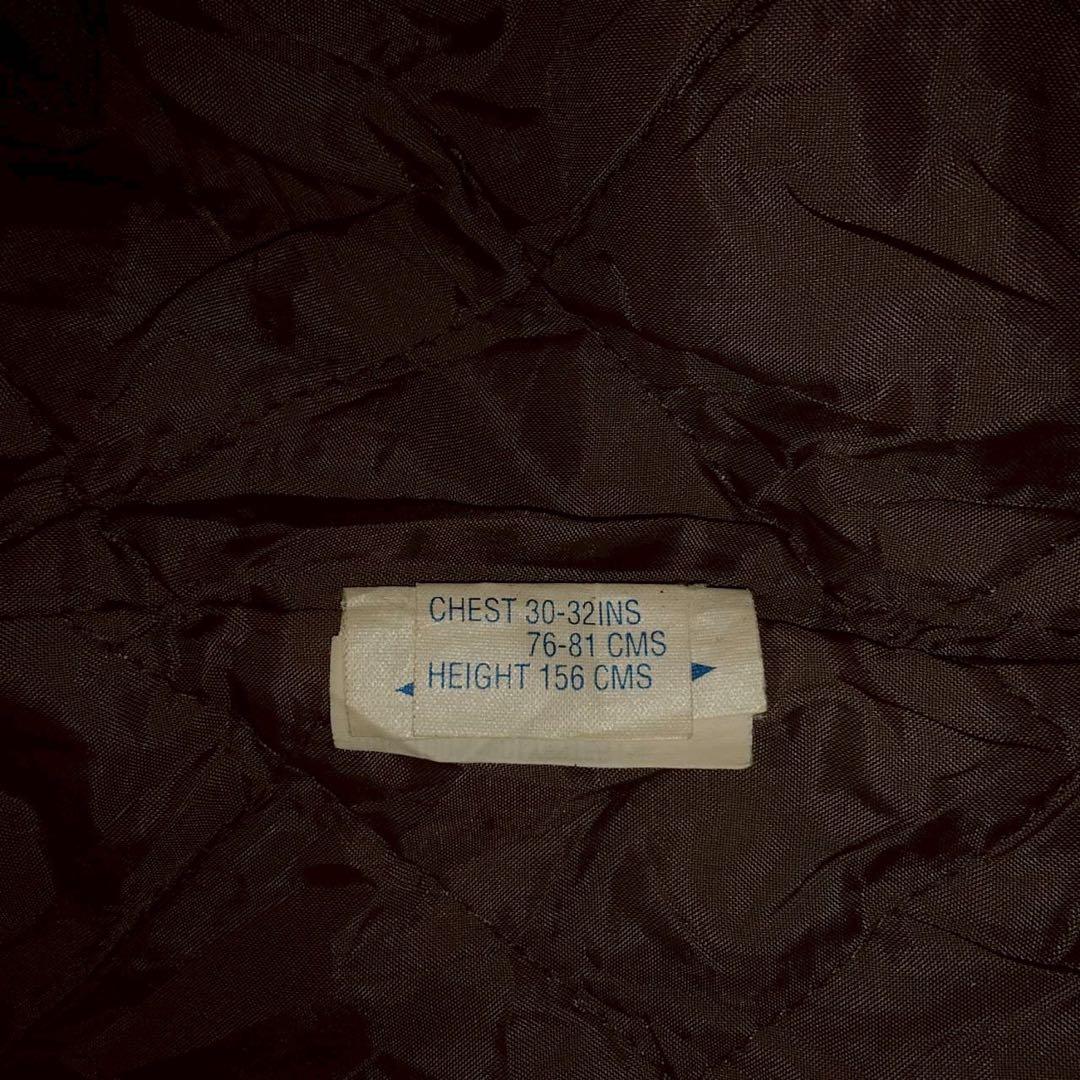 CHEST 30-32INS
76-81 CMS
HEIGHT 156 CMS